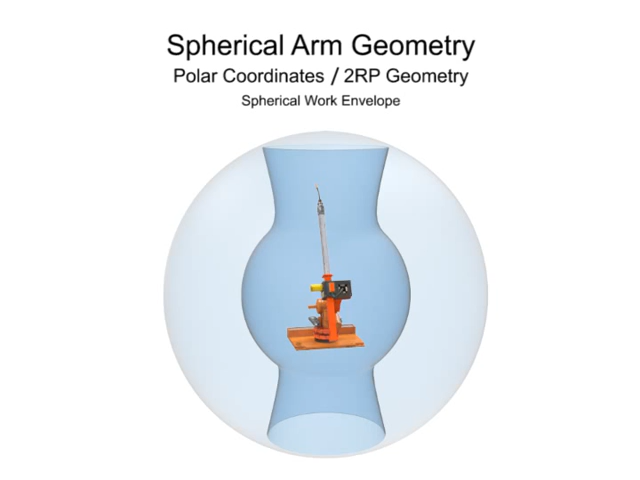 Spherical Arm Geometry
Polar Coordinates / 2RP Geometry
Spherical Work Envelope